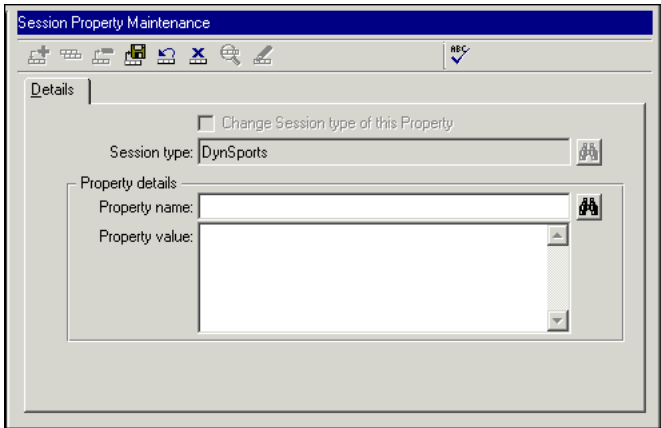 Session Property Maintenance
ABC
Details
Change Session type of this Property
Session type: DynSports
Property details
Property name:
Property value: